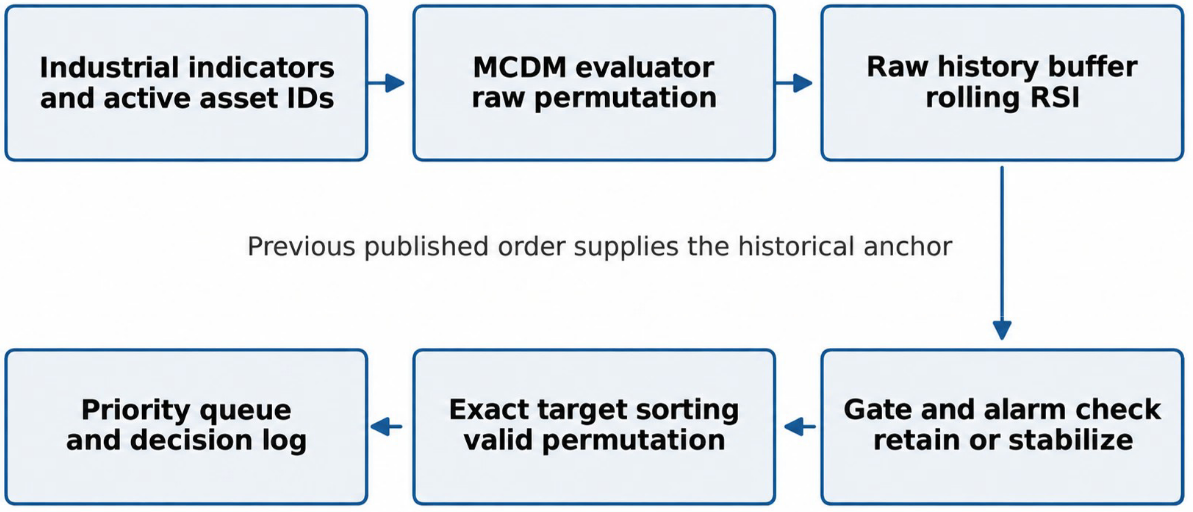 Industrial indicators
and active asset IDs
MCDM evaluator
raw permutation
Raw history buffer
rolling RSI
Previous published order supplies the historical anchor
Priority queue
and decision log
Exact target sorting
valid permutation
Gate and alarm check
retain or stabilize